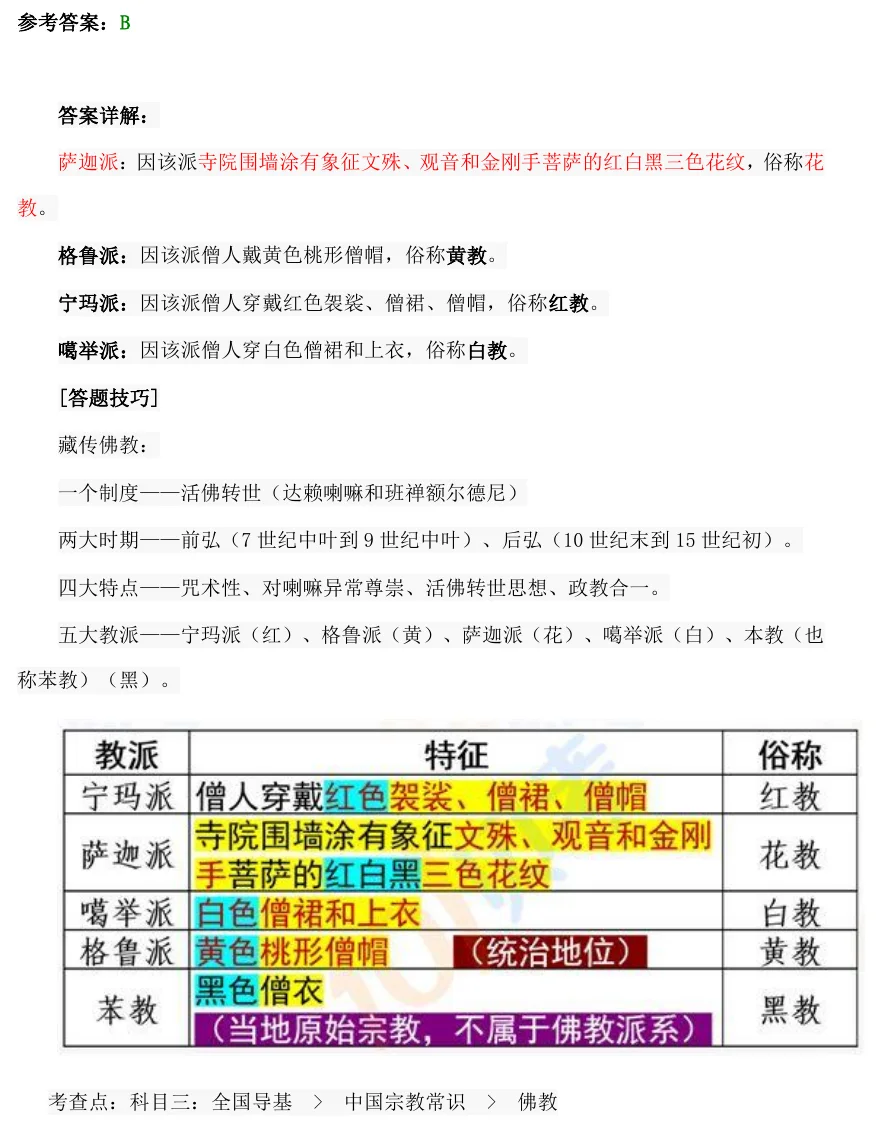 参考答案：B
答案详解：
萨迦派：因该派寺院围墙涂有象征文殊、观音和金刚手菩萨的红白黑三色花纹，俗称花
教。
格鲁派：因该派僧人戴黄色桃形僧帽，俗称黄教。
宁玛派：因该派僧人穿戴红色袈裟、僧裙、僧帽，俗称红教。
噶举派：因该派僧人穿白色僧裙和上衣，俗称白教。
[答题技巧]
藏传佛教：
一个制度——活佛转世（达赖喇嘛和班禅额尔德尼）
两大时期——前弘（7 世纪中叶到 9 世纪中叶）、后弘（10 世纪末到 15 世纪初）。
四大特点——咒术性、对喇嘛异常尊崇、活佛转世思想、政教合一。
五大教派——宁玛派（红）、格鲁派（黄）、萨迦派（花）、噶举派（白）、本教（也
称苯教）（黑）。
教派 特征 俗称
宁玛派 僧人穿戴红色袈裟、僧裙、僧帽 红教
萨迦派 寺院围墙涂有象征文殊、观音和金刚
手菩萨的红白黑三色花纹 花教
噶举派 白色僧裙和上衣 白教
格鲁派 黄色桃形僧帽 （统治地位） 黄教
苯教 黑色僧衣 黑教
（当地原始宗教，不属于佛教派系）
考查点：科目三：全国导基 > 中国宗教常识 > 佛教